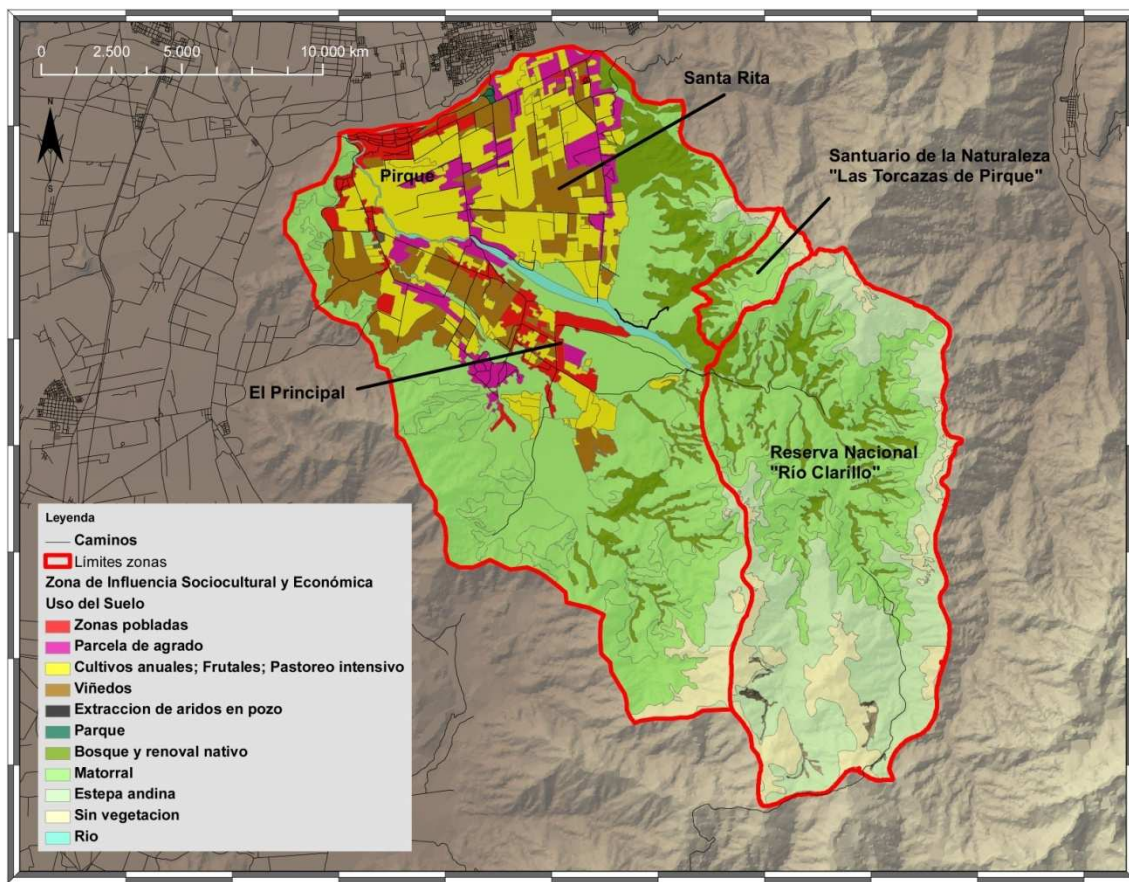 0 2.500 5.000 10.000 km
N
S
Santa Rita
Santuario de la Naturaleza
"Las Torcazas de Pirque"
Pirque
El Principal
Reserva Nacional
"Río Clarillo"
Leyenda
Caminos
Límites zonas
Zona de Influencia Sociocultural y Económica
Uso del Suelo
Zonas pobladas
Parcela de agrado
Cultivos anuales; Frutales; Pastoreo intensivo
Viñedos
Extraccion de aridos en pozo
Parque
Bosque y renoval nativo
Matorral
Estepa andina
Sin vegetacion
Rio